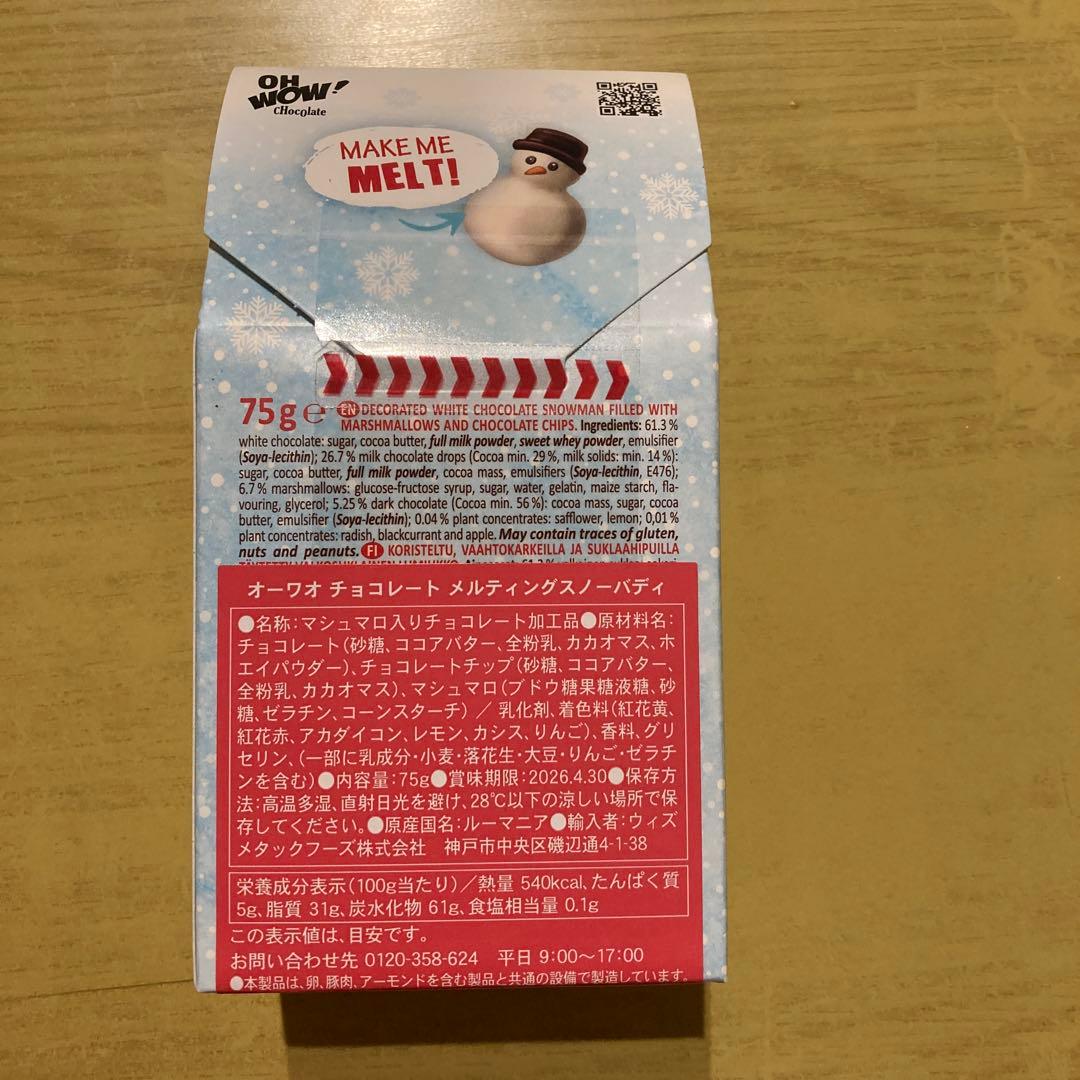 OH
WOW!
CHocolate
MAKE ME
MELT!
75g℮ EN DECORATED WHITE CHOCOLATE SNOWMAN FILLED WITH
MARSHMALLOWS AND CHOCOLATE CHIPS. Ingredients: 61.3 %
white chocolate: sugar, cocoa butter, full milk powder, sweet whey powder, emulsifier
(Soya-lecithin); 26.7 % milk chocolate drops (Cocoa min. 29 %, milk solids: min. 14 %):
sugar, cocoa butter, full milk powder, cocoa mass, emulsifiers (Soya-lecithin, E476);
6.7 % marshmallows: glucose-fructose syrup, sugar, water, gelatin, maize starch, fla-
vouring, glycerol; 5.25 % dark chocolate (Cocoa min. 56 %): cocoa mass, sugar, cocoa
butter, emulsifier (Soya-lecithin); 0.04 % plant concentrates: safflower, lemon; 0,01 %
plant concentrates: radish, blackcurrant and apple. May contain traces of gluten,
nuts and peanuts. FI KORISTELTU, VAAHTOKARKEILLA JA SUKLAAHIPUILLA
オーワオ チョコレート メルティングスノーバディ
●名称:マシュマロ入りチョコレート加工品●原材料名:
チョコレート(砂糖、ココアバター、全粉乳、カカオマス、ホ
エイパウダー)、チョコレートチップ(砂糖、ココアバター、
全粉乳、カカオマス)、マシュマロ(ブドウ糖果糖液糖、砂
糖、ゼラチン、コーンスターチ) / 乳化剤、着色料(紅花黄、
紅花赤、アカダイコン、レモン、カシス、りんご)、香料、グリ
セリン、(一部に乳成分・小麦・落花生・大豆・りんご・ゼラチ
ンを含む)●内容量:75g●賞味期限:2026.4.30●保存方
法:高温多湿、直射日光を避け、28℃以下の涼しい場所で保
存してください。●原産国名:ルーマニア●輸入者:ウィズ
メタックフーズ株式会社 神戸市中央区磯辺通4-1-38
栄養成分表示(100g当たり)/熱量 540kcal、たんぱく質
5g、脂質 31g、炭水化物 61g、食塩相当量 0.1g
この表示値は、目安です。
お問い合わせ先 0120-358-624 平日 9:00～17:00
●本製品は、卵、豚肉、アーモンドを含む製品と共通の設備で製造しています。